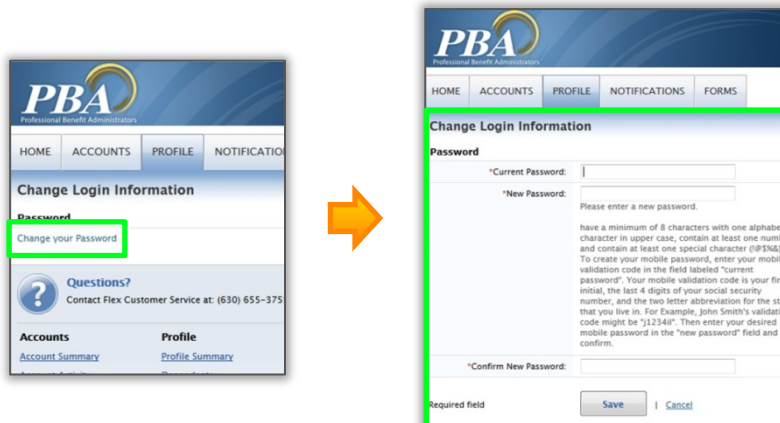 PBA
Professional Benefit Administrators
HOME ACCOUNTS PROFILE NOTIFICATIO
Change Login Information
Password
Change your Password
Questions?
Contact Flex Customer Service at: (630) 655-375
Accounts Profile
Account Summary Profile Summary
PBA
Professional Benefit Administrators
HOME ACCOUNTS PROFILE NOTIFICATIONS FORMS
Change Login Information
Password
*Current Password:
*New Password:
Please enter a new password.
have a minimum of 8 characters with one alphabe
character in upper case, contain at least one numl
and contain at least one special character (!@$%&)
To create your mobile password, enter your mobil
validation code in the field labeled "current
password". Your mobile validation code is your fir
initial, the last 4 digits of your social security
number, and the two letter abbreviation for the st
that you live in. For Example, John Smith's validati
code might be "j1234il". Then enter your desired
mobile password in the "new password" field and
confirm.
*Confirm New Password:
Required field Save | Cancel